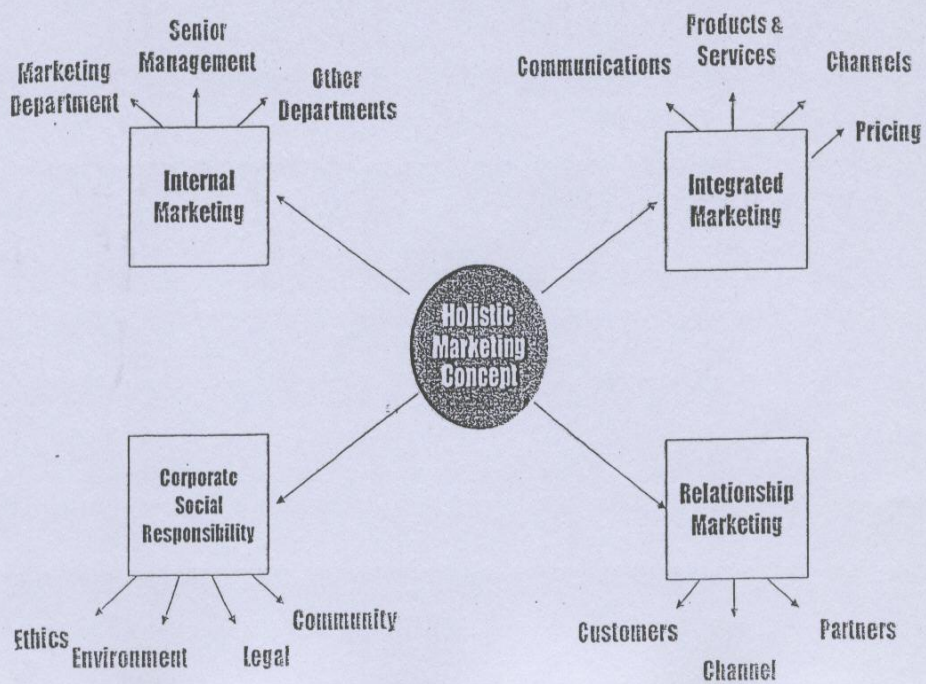 Senior
Management
Marketing
Department
Other
Departments
Internal
Marketing
Communications
Products &
Services
Channels
Pricing
Integrated
Marketing
Holistic
Marketing
Concept
Corporate
Social
Responsibility
Ethics
Environment
Legal
Community
Relationship
Marketing
Customers
Channel
Partners